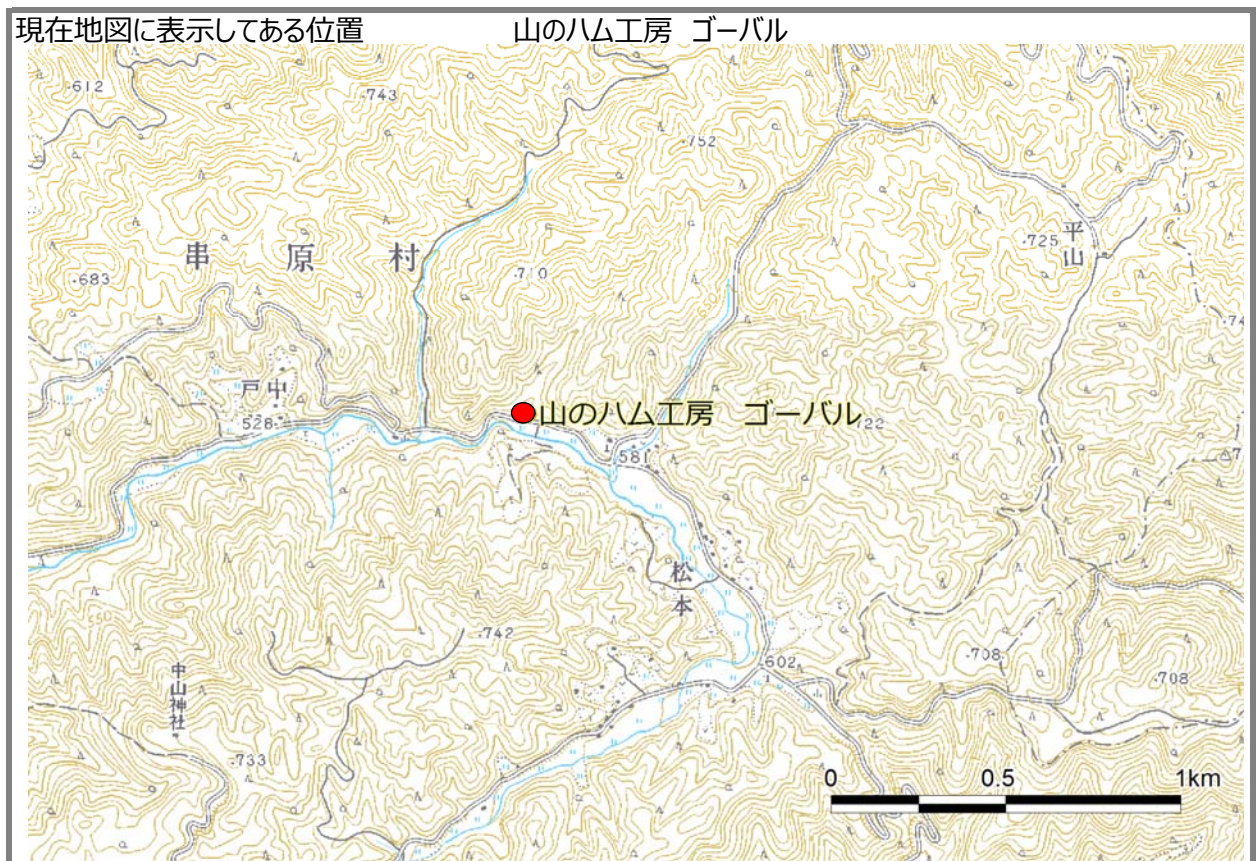 現在地図に表示してある位置 山のハム工房 ゴーバル
612
743
752
725
平山
串原村
683
710
戸中
528
山のハム工房 ゴーバル
722
581
松本
742
602
708
708
中山神社
733
0 0.5 1km